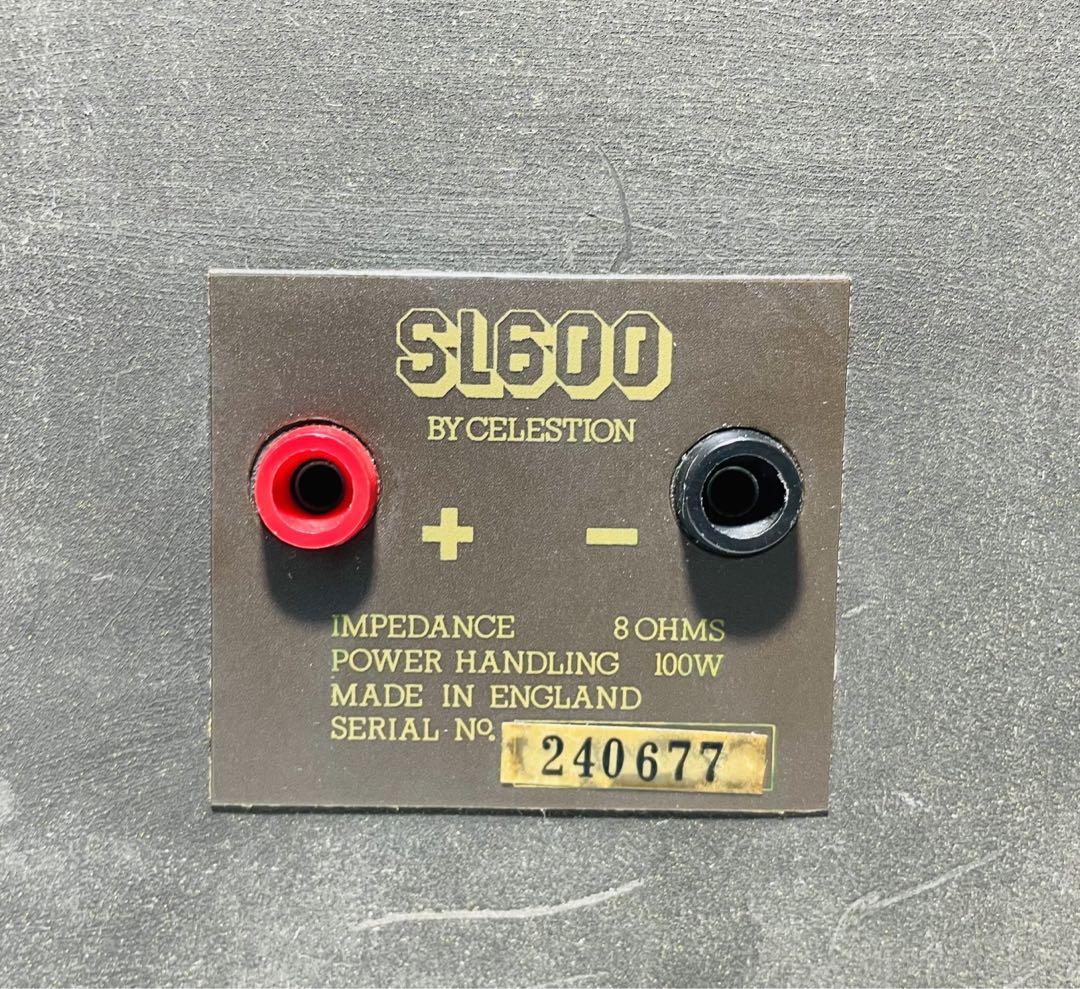 SL600
BY CELESTION
+ −
IMPEDANCE 8 OHMS
POWER HANDLING 100W
MADE IN ENGLAND
SERIAL Nº. 240677